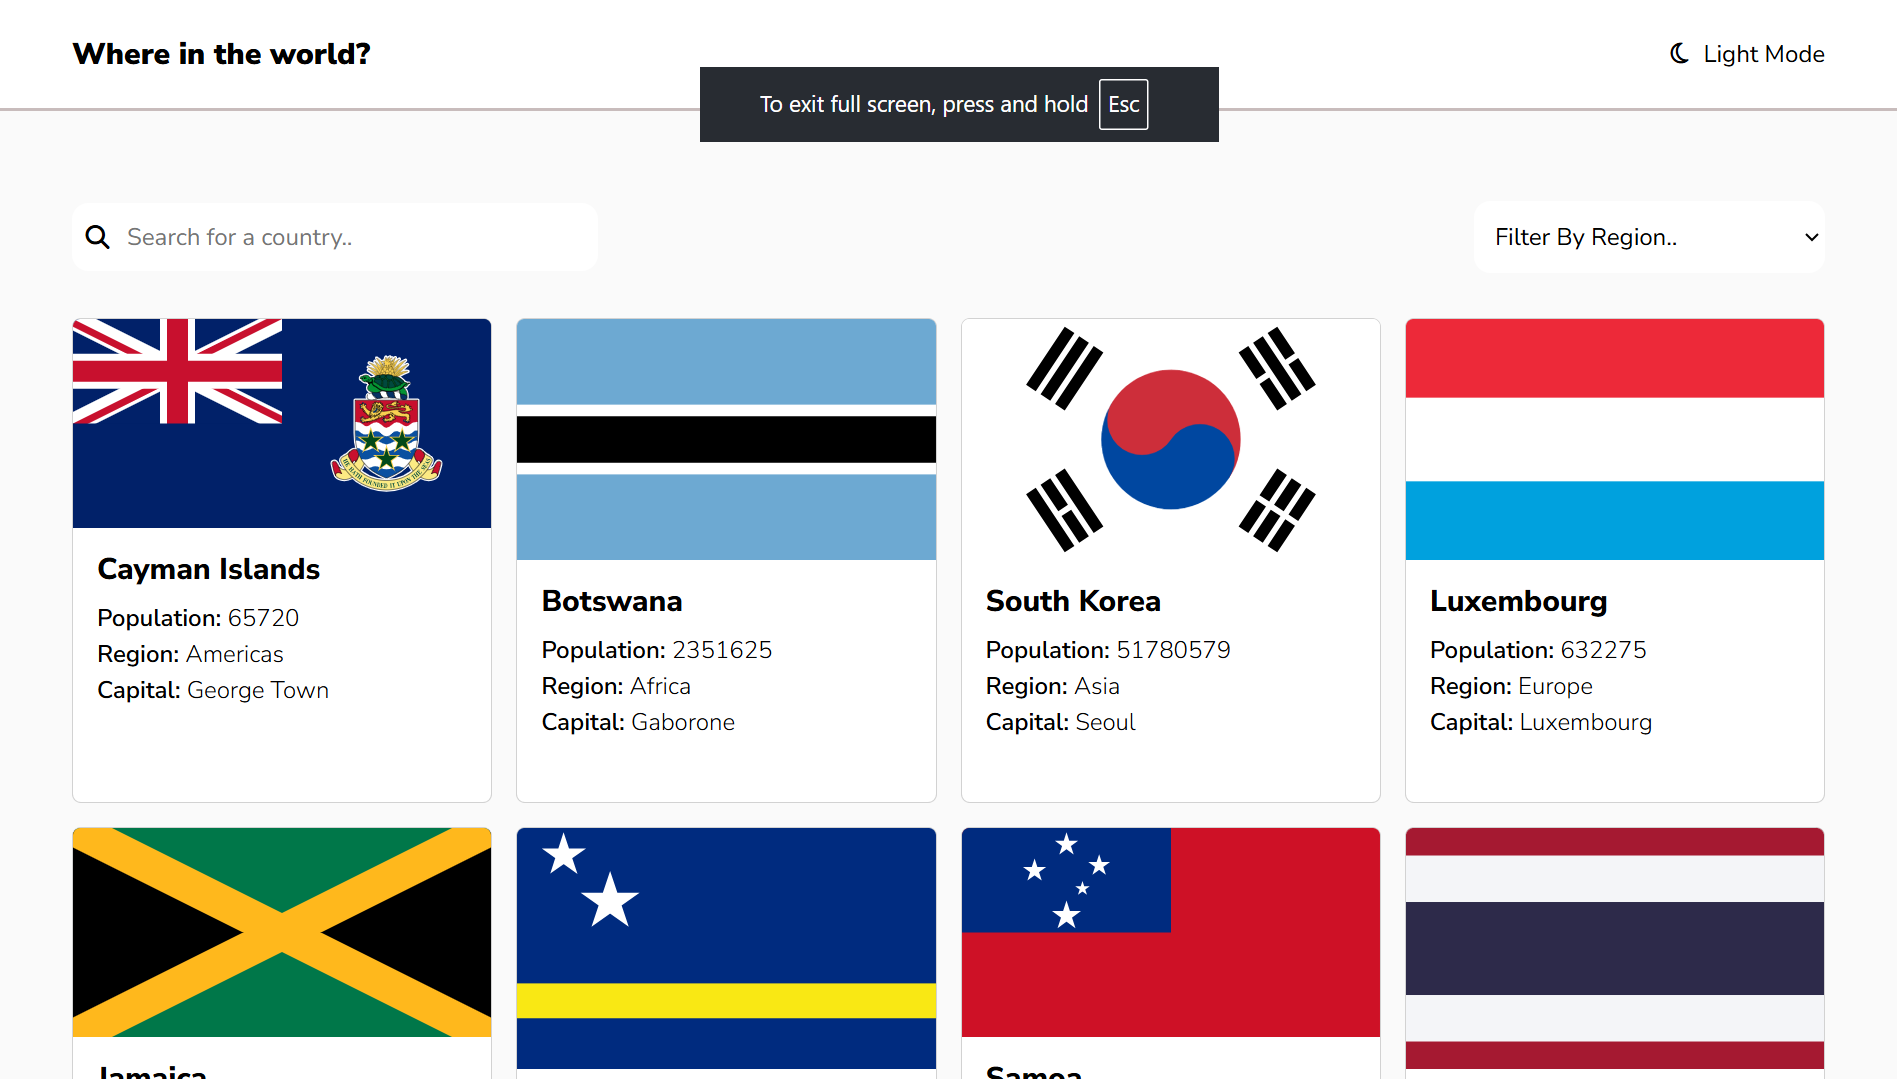 Where in the world?
Light Mode
To exit full screen, press and hold Esc
Search for a country..
Filter By Region..
Cayman Islands
Population: 65720
Region: Americas
Capital: George Town
Botswana
Population: 2351625
Region: Africa
Capital: Gaborone
South Korea
Population: 51780579
Region: Asia
Capital: Seoul
Luxembourg
Population: 632275
Region: Europe
Capital: Luxembourg
Jamaica
Samoa